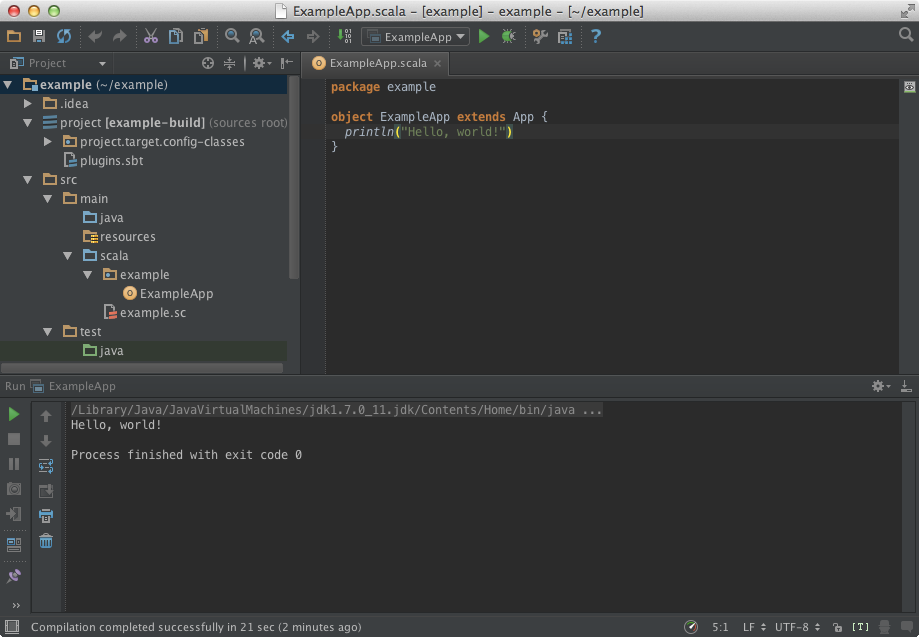 ExampleApp.scala - [example] - example - [~/example]
ExampleApp
Project
ExampleApp.scala
example (~/example)
.idea
project [example-build] (sources root)
project.target.config-classes
plugins.sbt
src
main
java
resources
scala
example
ExampleApp
example.sc
test
java
package example
object ExampleApp extends App {
println("Hello, world!")
}
Run ExampleApp
/Library/Java/JavaVirtualMachines/jdk1.7.0_11.jdk/Contents/Home/bin/java ...
Hello, world!
Process finished with exit code 0
Compilation completed successfully in 21 sec (2 minutes ago) 5:1 LF UTF-8 [T]